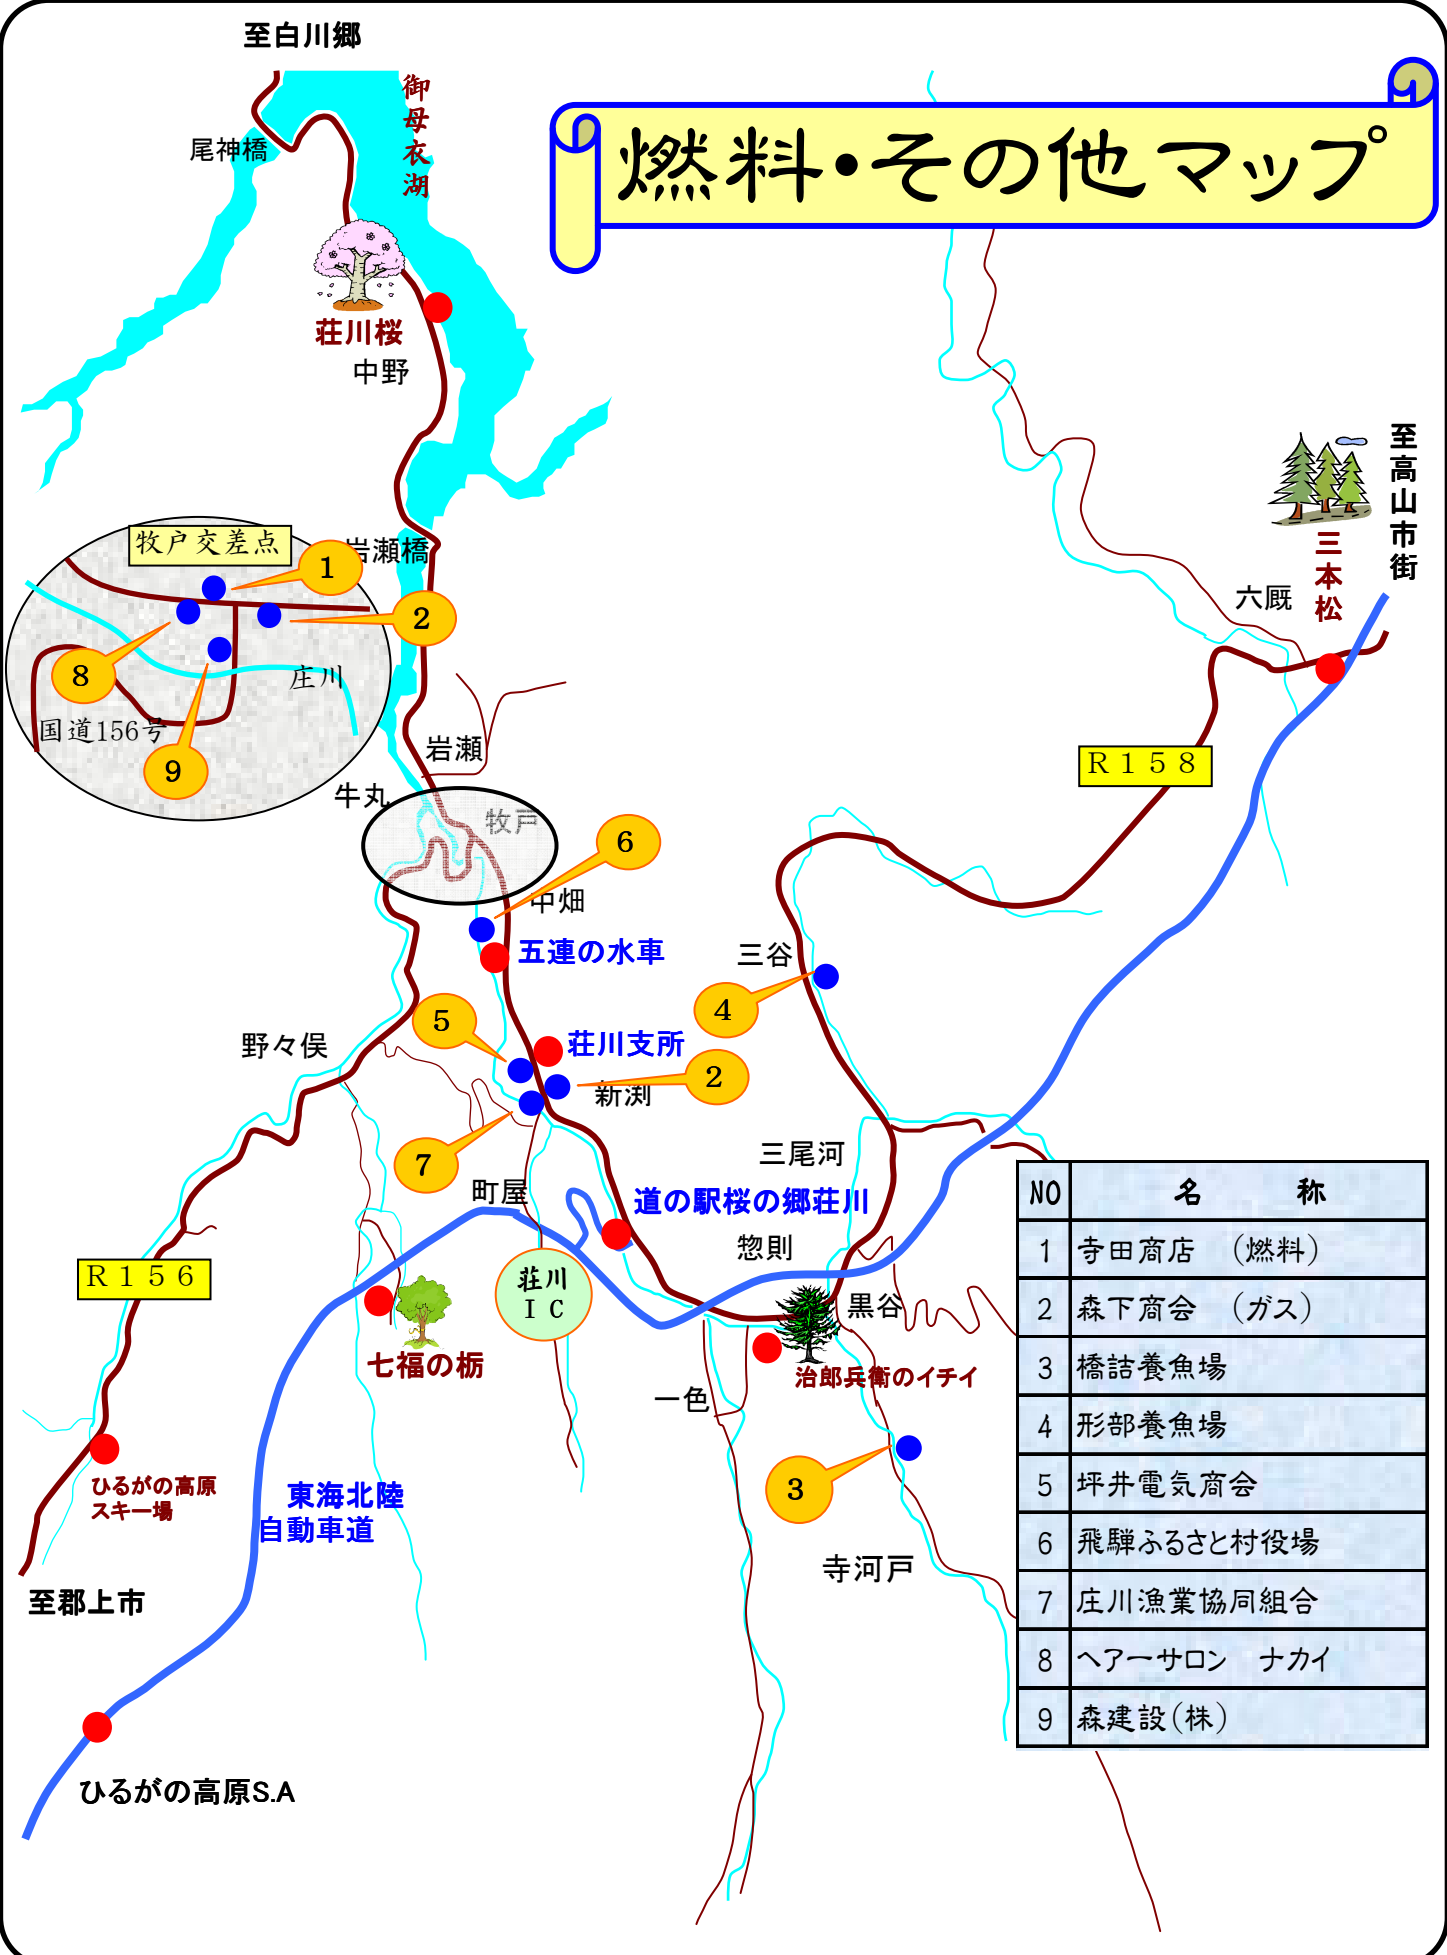 至白川郷
御母衣湖
燃料・その他マップ
尾神橋
荘川桜
中野
至高山市街
三本松
六厩
牧戸交差点
岩瀬橋
1
2
8
庄川
国道156号
9
岩瀬
R158
牛丸
牧戸
6
中畑
五連の水車
三谷
4
5
野々俣
荘川支所
2
新渕
7
三尾河
町屋
道の駅桜の郷荘川
惣則
R156
荘川
IC
黒谷
七福の栃
治郎兵衛のイチイ
一色
ひるがの高原
スキー場
3
東海北陸
自動車道
寺河戸
至郡上市
ひるがの高原S.A
NO 名 称
1 寺田商店 (燃料)
2 森下商会 (ガス)
3 橋詰養魚場
4 形部養魚場
5 坪井電気商会
6 飛騨ふるさと村役場
7 庄川漁業協同組合
8 ヘアーサロン ナカイ
9 森建設(株)